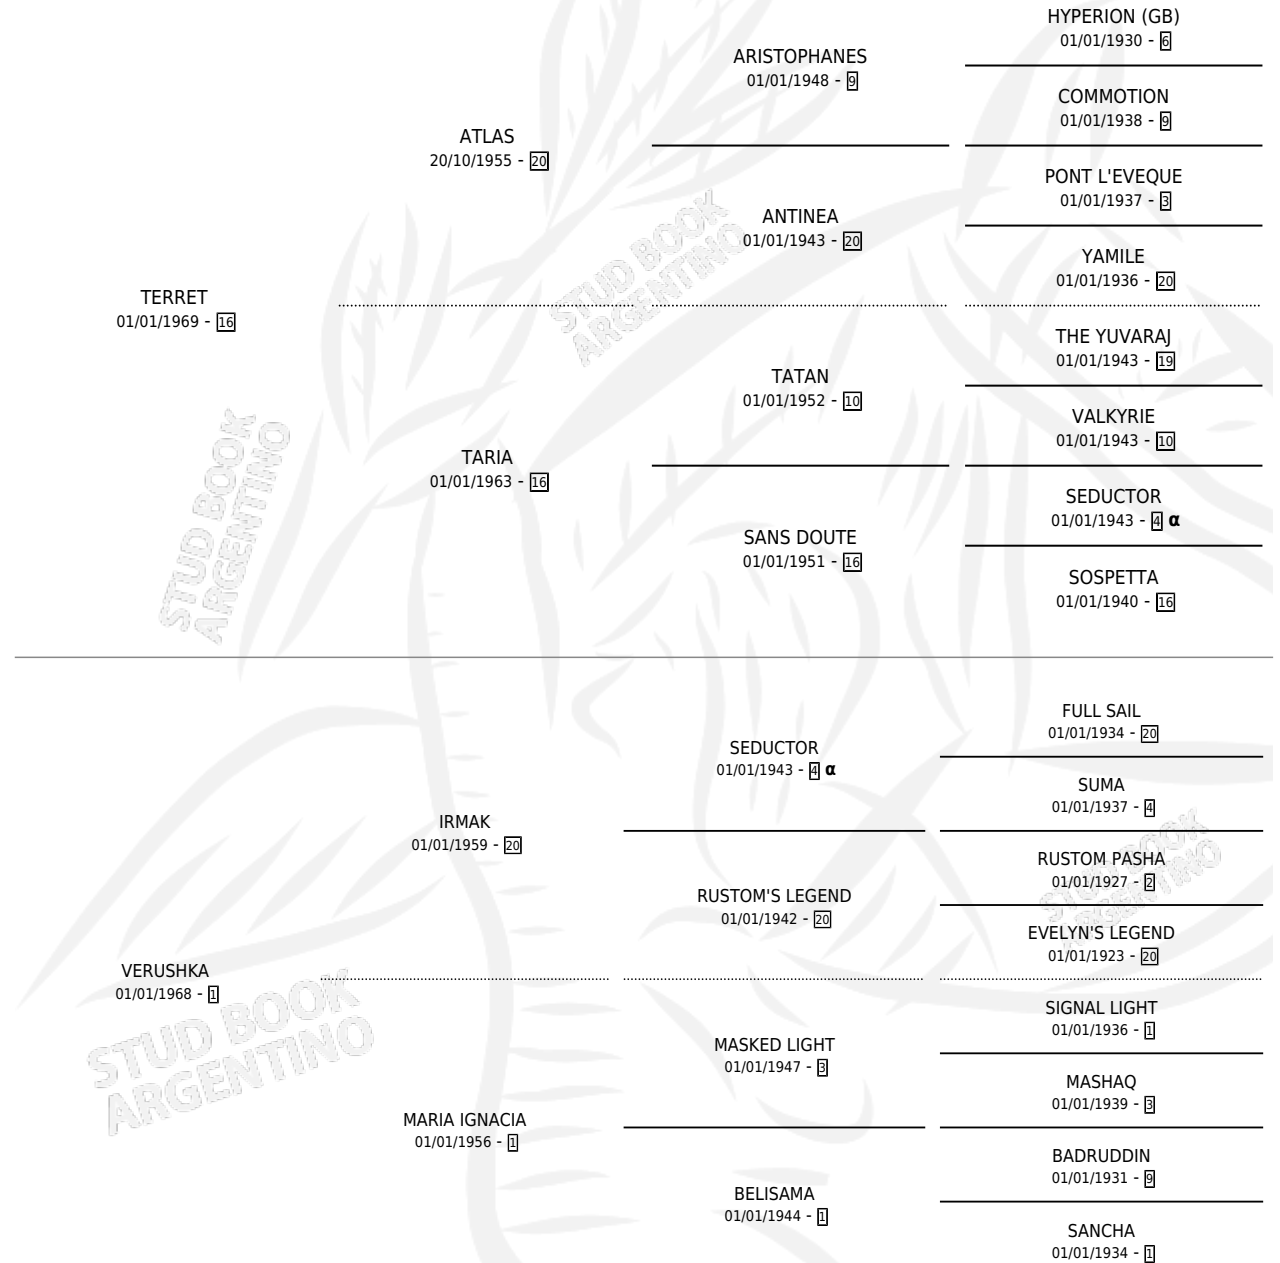 HYPERION (GB)
01/01/1930 - 6
ARISTOPHANES
01/01/1948 - 9
COMMOTION
01/01/1938 - 9
ATLAS
20/10/1955 - 20
PONT L'EVEQUE
01/01/1937 - 3
ANTINEA
01/01/1943 - 20
YAMILE
01/01/1936 - 20
TERRET
01/01/1969 - 16
THE YUVARAJ
01/01/1943 - 19
TATAN
01/01/1952 - 10
VALKYRIE
01/01/1943 - 10
TARIA
01/01/1963 - 16
SEDUCTOR
01/01/1943 - 4 α
SANS DOUTE
01/01/1951 - 16
SOSPETTA
01/01/1940 - 16
STUD BOOK
ARGENTINO
STUD BOOK
ARGENTINO
FULL SAIL
01/01/1934 - 20
SEDUCTOR
01/01/1943 - 4 α
SUMA
01/01/1937 - 4
IRMAK
01/01/1959 - 20
RUSTOM PASHA
01/01/1927 - 2
RUSTOM'S LEGEND
01/01/1942 - 20
EVELYN'S LEGEND
01/01/1923 - 20
VERUSHKA
01/01/1968 - 1
SIGNAL LIGHT
01/01/1936 - 1
MASKED LIGHT
01/01/1947 - 3
MASHAQ
01/01/1939 - 3
MARIA IGNACIA
01/01/1956 - 1
BADRUDDIN
01/01/1931 - 9
BELISAMA
01/01/1944 - 1
SANCHA
01/01/1934 - 1
STUD BOOK
ARGENTINO
STUD BOOK
ARGENTINO